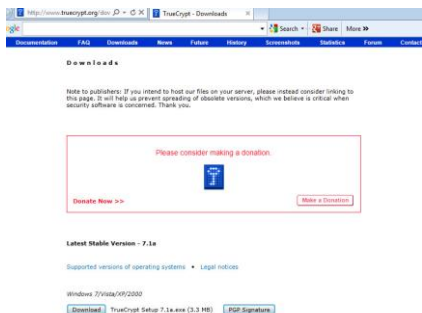 http://www.truecrypt.org/dov
TrueCrypt - Downloads
Search
Share
More
Documentation FAQ Downloads News Future History Screenshots Statistics Forum Contact
Downloads
Note to publishers: If you intend to host our files on your server, please instead consider linking to
this page. It will help us prevent spreading of obsolete versions, which we believe is critical when
security software is concerned. Thank you.
Please consider making a donation
Donate Now >>
Make a Donation
Latest Stable Version - 7.1a
Supported versions of operating systems • Legal notices
Windows 7/Vista/XP/2000
Download TrueCrypt Setup 7.1a.exe (3.3 MB) PGP Signature